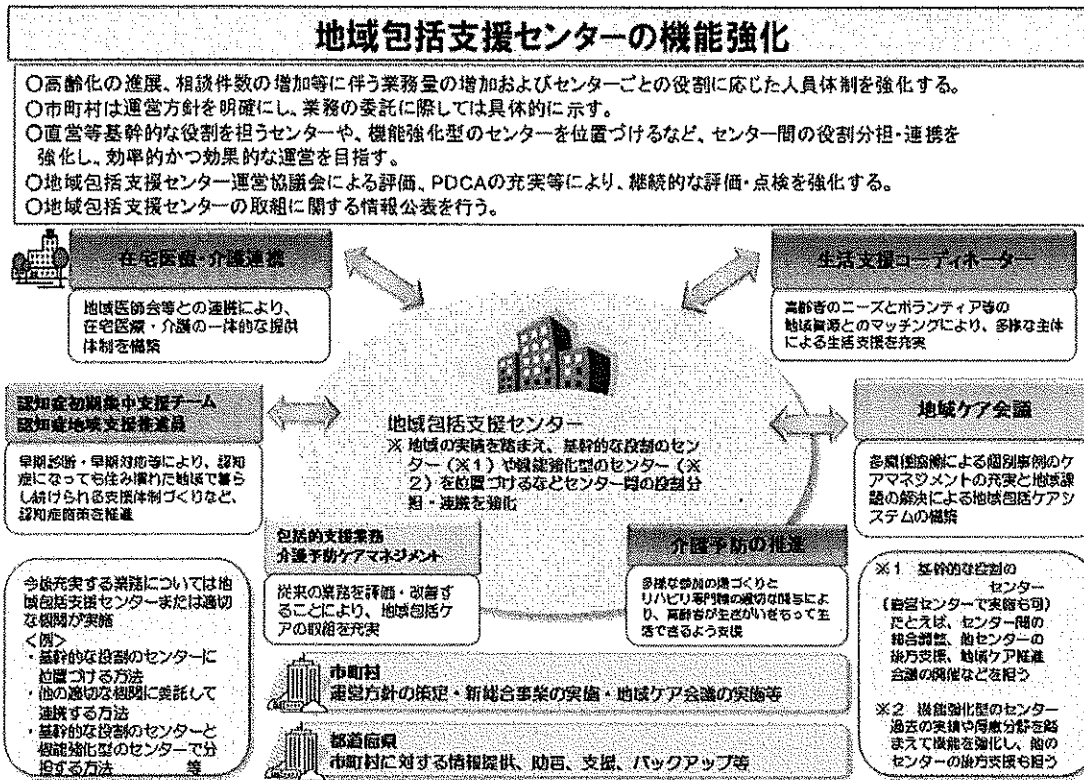 地域包括支援センターの機能強化
○高齢化の進展、相談件数の増加等に伴う業務量の増加およびセンターごとの役割に応じた人員体制を強化する。
○市町村は運営方針を明確にし、業務の委託に際しては具体的に示す。
○直営等基幹的な役割を担うセンターや、機能強化型のセンターを位置づけるなど、センター間の役割分担・連携を
強化し、効率的かつ効果的な運営を目指す。
○地域包括支援センター運営協議会による評価、PDCAの充実等により、継続的な評価・点検を強化する。
○地域包括支援センターの取組に関する情報公表を行う。
在宅医療・介護連携
地域医師会等との連携により、
在宅医療・介護の一体的な提供
体制を構築
生活支援コーディネーター
高齢者のニーズとボランティア等の
地域資源とのマッチングにより、多様な主体
による生活支援を充実
認知症初期集中支援チーム
認知症地域支援推進員
早期診断・早期対応等により、認知
症になっても住み慣れた地域で暮ら
し続けられる支援体制づくりなど、
認知症施策を推進
地域包括支援センター
※ 地域の実情を踏まえ、基幹的な役割のセン
ター（※1）や機能強化型のセンター（※
2）を位置づけるなどセンター間の役割分
担・連携を強化
地域ケア会議
多職種協働による個別事例のケ
アマネジメントの充実と地域課
題の解決による地域包括ケアシ
ステムの構築
包括的支援業務
介護予防ケアマネジメント
従来の業務を評価・改善す
ることにより、地域包括ケ
アの取組を充実
介護予防の推進
多様な参加の場づくりと
リハビリ専門職の適切な関与によ
り、高齢者が生きがいをもって生
活できるよう支援
今後充実する業務については地
域包括支援センターまたは適切
な機関が実施
＜例＞
・基幹的な役割のセンターに
位置づける方法
・他の適切な機関に委託して
連携する方法
・基幹的な役割のセンターと
機能強化型のセンターで分
担する方法 等
市町村
運営方針の策定・新総合事業の実施・地域ケア会議の実施等
都道府県
市町村に対する情報提供、助言、支援、バックアップ等
※1 基幹的な役割の
センター
（直営センターで実施も可）
たとえば、センター間の
総合調整、他センターの
後方支援、地域ケア推進
会議の開催などを担う
※2 機能強化型のセンター
過去の実績や得意分野を踏
まえて機能を強化し、他の
センターの後方支援も担う